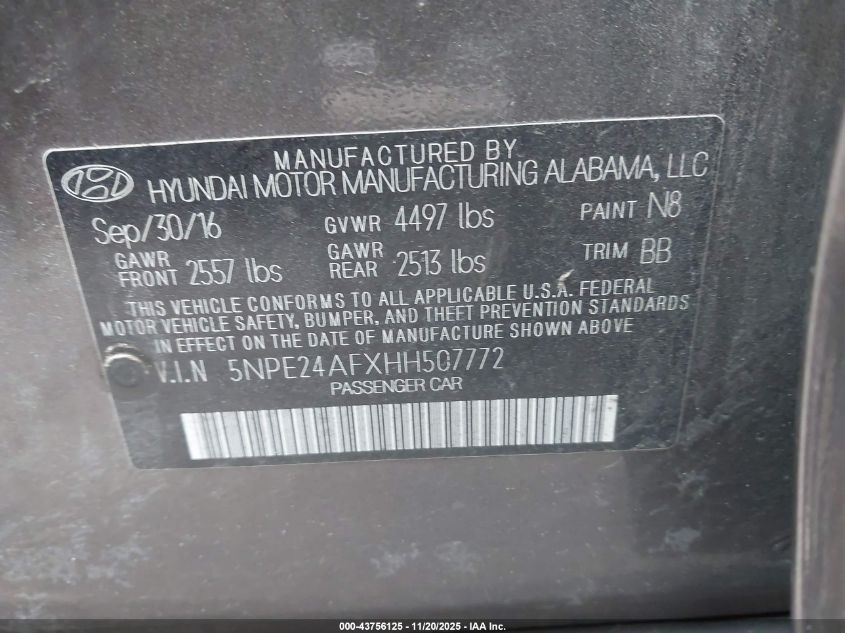 MANUFACTURED BY
HYUNDAI MOTOR MANUFACTURING ALABAMA, LLC
Sep/30/16 GVWR 4497 lbs PAINT N8
GAWR FRONT 2557 lbs GAWR REAR 2513 lbs TRIM BB
THIS VEHICLE CONFORMS TO ALL APPLICABLE U.S.A. FEDERAL
MOTOR VEHICLE SAFETY, BUMPER, AND THEFT PREVENTION STANDARDS
IN EFFECT ON THE DATE OF MANUFACTURE SHOWN ABOVE
V.I.N 5NPE24AFXHH507772
PASSENGER CAR
000-43756125 - 11/20/2025 - IAA Inc.